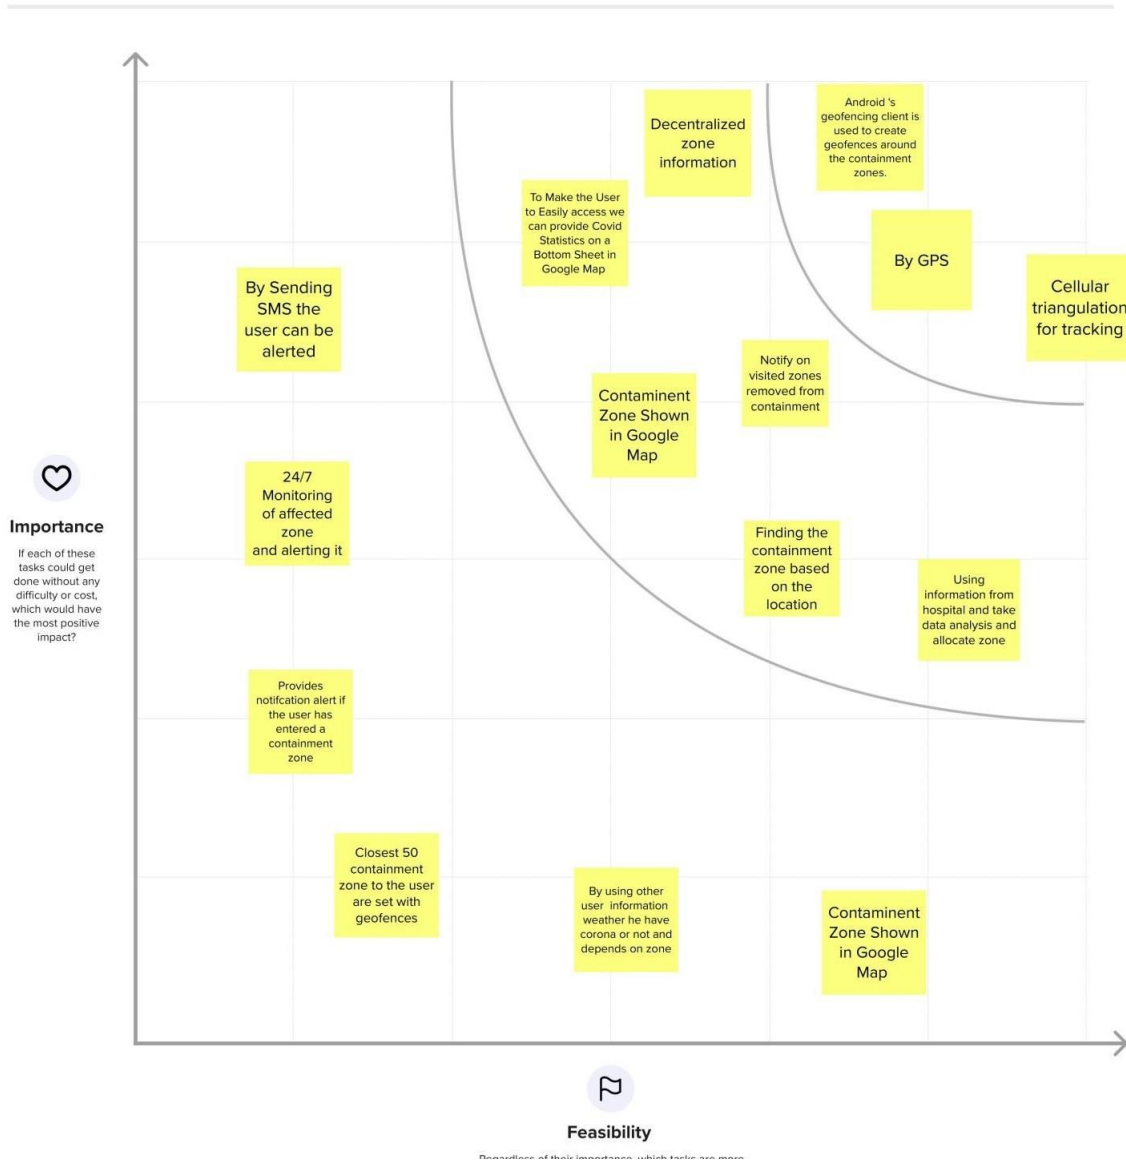 Decentralized
zone
information
Android 's
geofencing client is
used to create
geofences around
the containment
zones.
To Make the User
to Easily access we
can provide Covid
Statistics on a
Bottom Sheet in
Google Map
By GPS
By Sending
SMS the
user can be
alerted
Cellular
triangulation
for tracking
Notify on
visited zones
removed from
containment
Contaminent
Zone Shown
in Google
Map
24/7
Monitoring
of affected
zone
and alerting it
Importance
If each of these
tasks could get
done without any
difficulty or cost,
which would have
the most positive
impact?
Finding the
containment
zone based
on the
location
Using
information from
hospital and take
data analysis and
allocate zone
Provides
notifcation alert if
the user has
entered a
containment
zone
Closest 50
containment
zone to the user
are set with
geofences
By using other
user information
weather he have
corona or not and
depends on zone
Contaminent
Zone Shown
in Google
Map
Feasibility
Regardless of their importance, which tasks are more